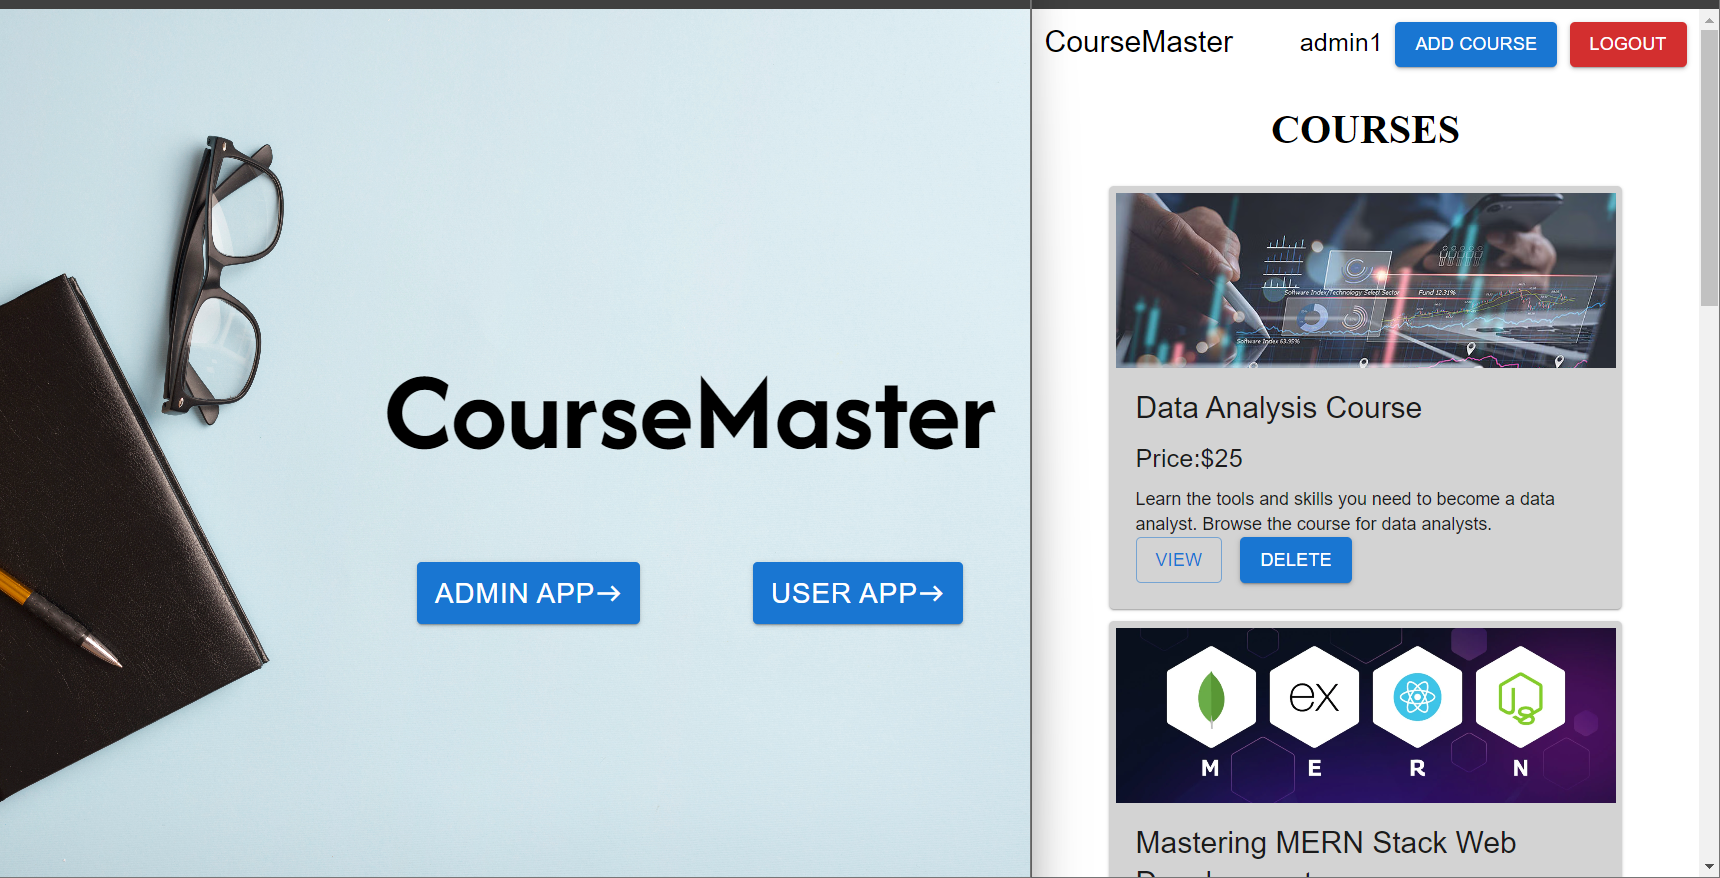 CourseMaster
ADMIN APP→
USER APP→
CourseMaster
admin1
ADD COURSE
LOGOUT
COURSES
Software Index/Technology Select Sector
Fund 12.31%
Software Index 63.95%
Data Analysis Course
Price:$25
Learn the tools and skills you need to become a data
analyst. Browse the course for data analysts.
VIEW
DELETE
ex
JS
M E R N
Mastering MERN Stack Web